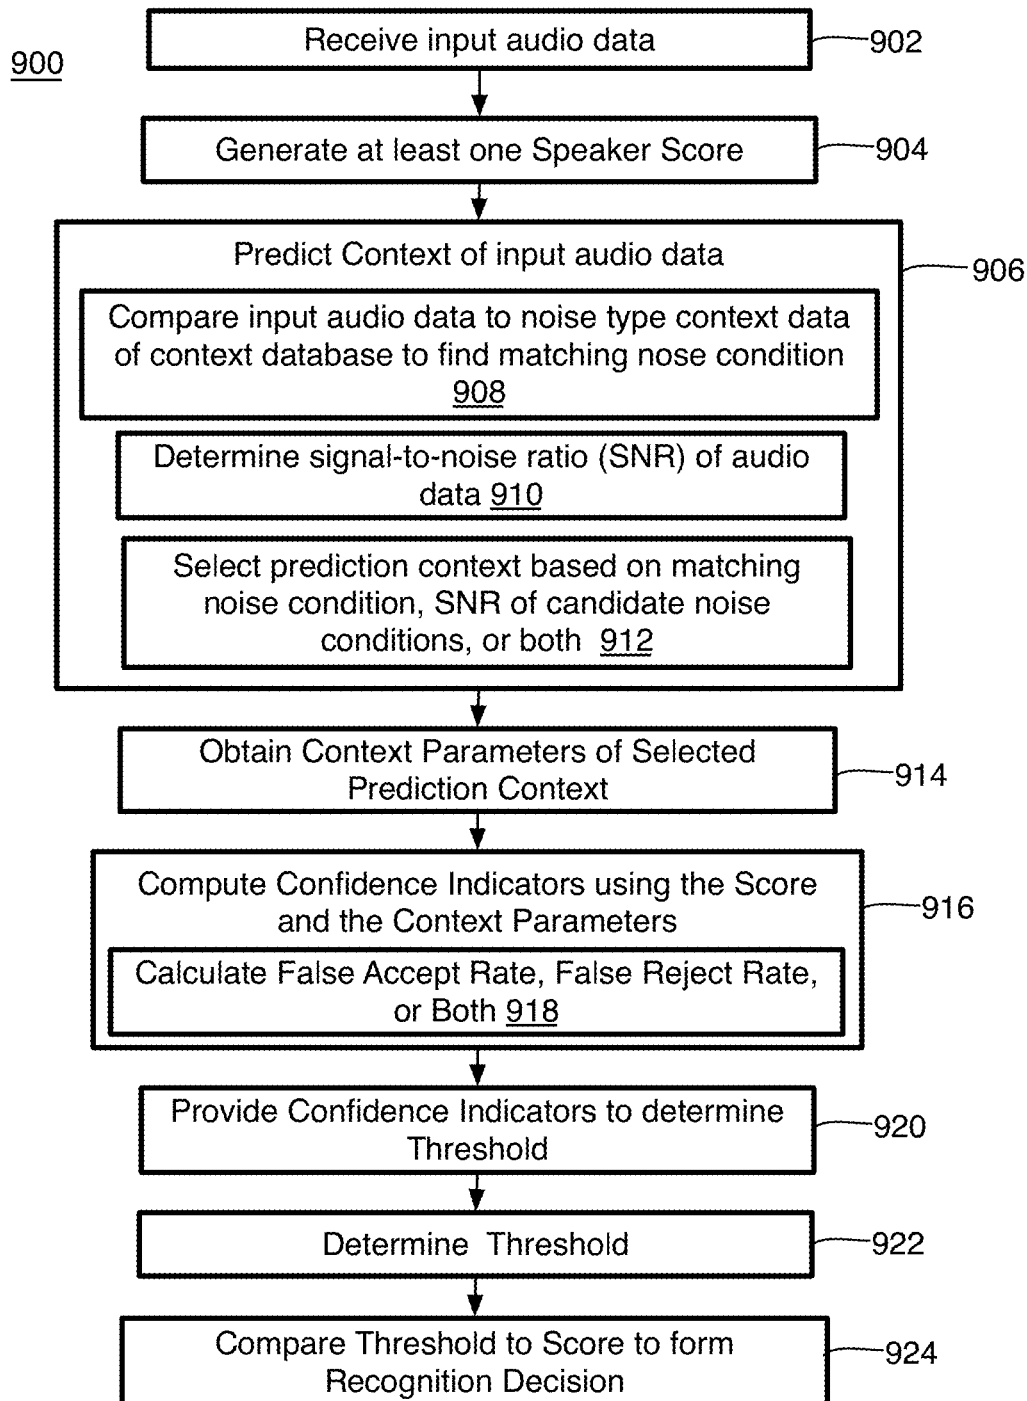 900
Receive input audio data
902
Generate at least one Speaker Score
904
Predict Context of input audio data
906
Compare input audio data to noise type context data
of context database to find matching nose condition
908
Determine signal-to-noise ratio (SNR) of audio
data 910
Select prediction context based on matching
noise condition, SNR of candidate noise
conditions, or both 912
Obtain Context Parameters of Selected
Prediction Context
914
Compute Confidence Indicators using the Score
and the Context Parameters
916
Calculate False Accept Rate, False Reject Rate,
or Both 918
Provide Confidence Indicators to determine
Threshold
920
Determine Threshold
922
Compare Threshold to Score to form
Recognition Decision
924